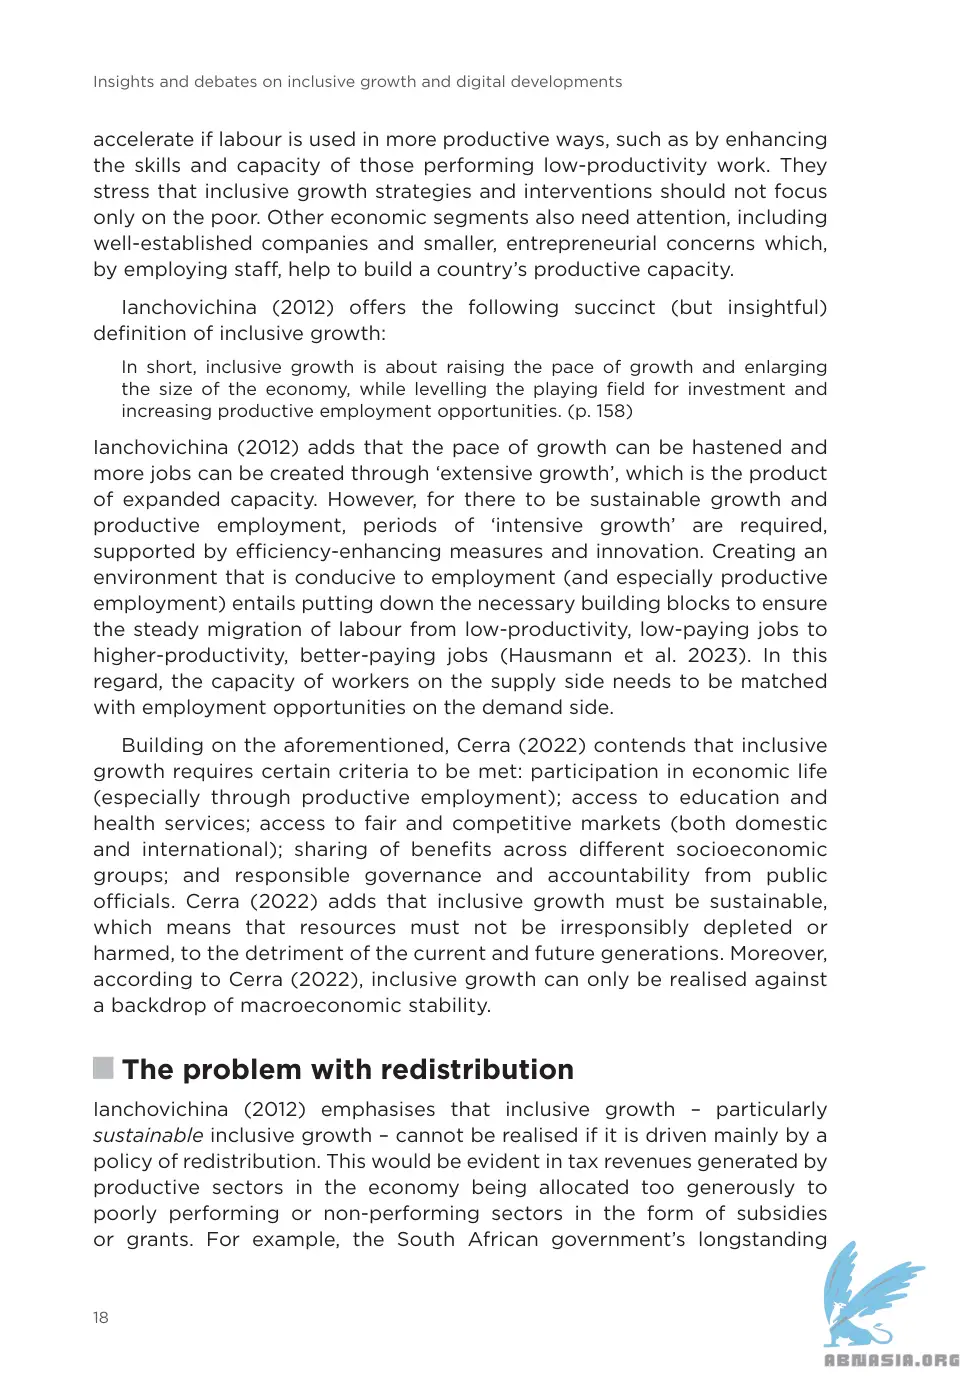 Insights and debates on inclusive growth and digital developments
accelerate if labour is used in more productive ways, such as by enhancing
the skills and capacity of those performing low-productivity work. They
stress that inclusive growth strategies and interventions should not focus
only on the poor. Other economic segments also need attention, including
well-established companies and smaller, entrepreneurial concerns which,
by employing staff, help to build a country’s productive capacity.
Ianchovichina (2012) offers the following succinct (but insightful)
definition of inclusive growth:
In short, inclusive growth is about raising the pace of growth and enlarging
the size of the economy, while levelling the playing field for investment and
increasing productive employment opportunities. (p. 158)
Ianchovichina (2012) adds that the pace of growth can be hastened and
more jobs can be created through ‘extensive growth’, which is the product
of expanded capacity. However, for there to be sustainable growth and
productive employment, periods of ‘intensive growth’ are required,
supported by efficiency-enhancing measures and innovation. Creating an
environment that is conducive to employment (and especially productive
employment) entails putting down the necessary building blocks to ensure
the steady migration of labour from low-productivity, low-paying jobs to
higher-productivity, better-paying jobs (Hausmann et al. 2023). In this
regard, the capacity of workers on the supply side needs to be matched
with employment opportunities on the demand side.
Building on the aforementioned, Cerra (2022) contends that inclusive
growth requires certain criteria to be met: participation in economic life
(especially through productive employment); access to education and
health services; access to fair and competitive markets (both domestic
and international); sharing of benefits across different socioeconomic
groups; and responsible governance and accountability from public
officials. Cerra (2022) adds that inclusive growth must be sustainable,
which means that resources must not be irresponsibly depleted or
harmed, to the detriment of the current and future generations. Moreover,
according to Cerra (2022), inclusive growth can only be realised against
a backdrop of macroeconomic stability.
The problem with redistribution
Ianchovichina (2012) emphasises that inclusive growth – particularly
sustainable inclusive growth – cannot be realised if it is driven mainly by a
policy of redistribution. This would be evident in tax revenues generated by
productive sectors in the economy being allocated too generously to
poorly performing or non-performing sectors in the form of subsidies
or grants. For example, the South African government’s longstanding
18
ABNASIA.ORG